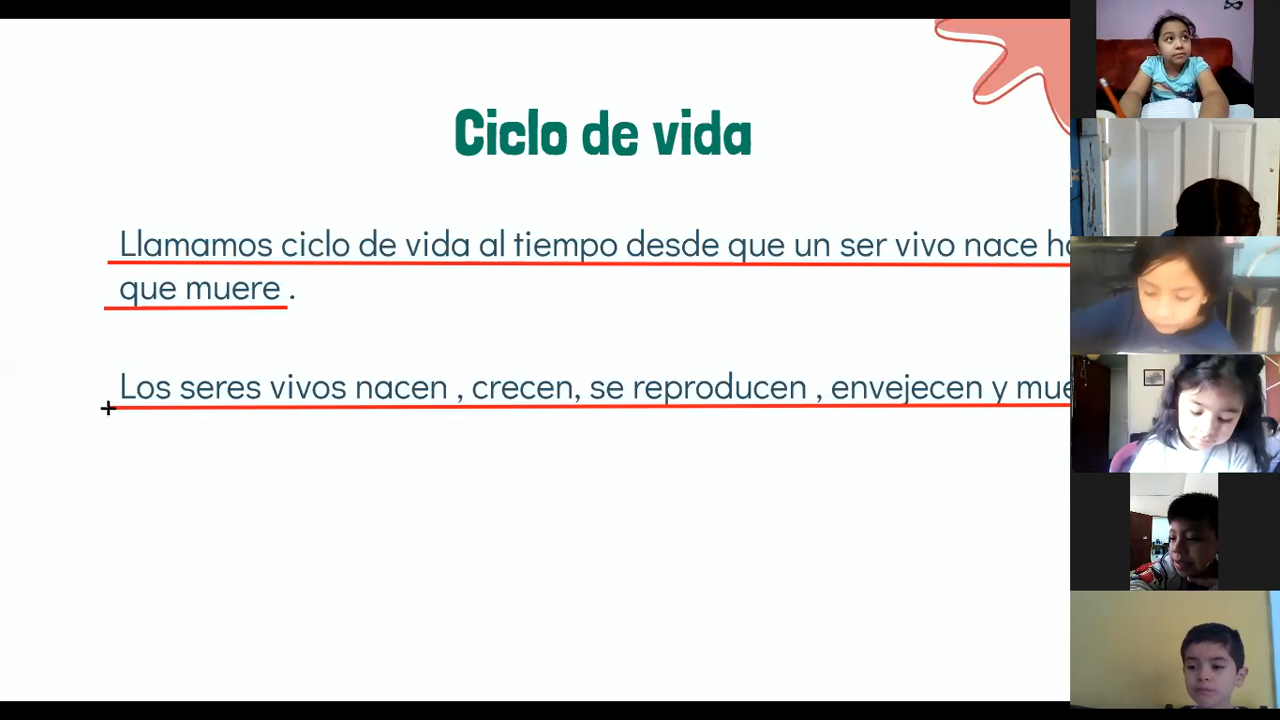 Ciclo de vida
Llamamos ciclo de vida al tiempo desde que un ser vivo nace
que muere .
Los seres vivos nacen , crecen, se reproducen , envejecen y